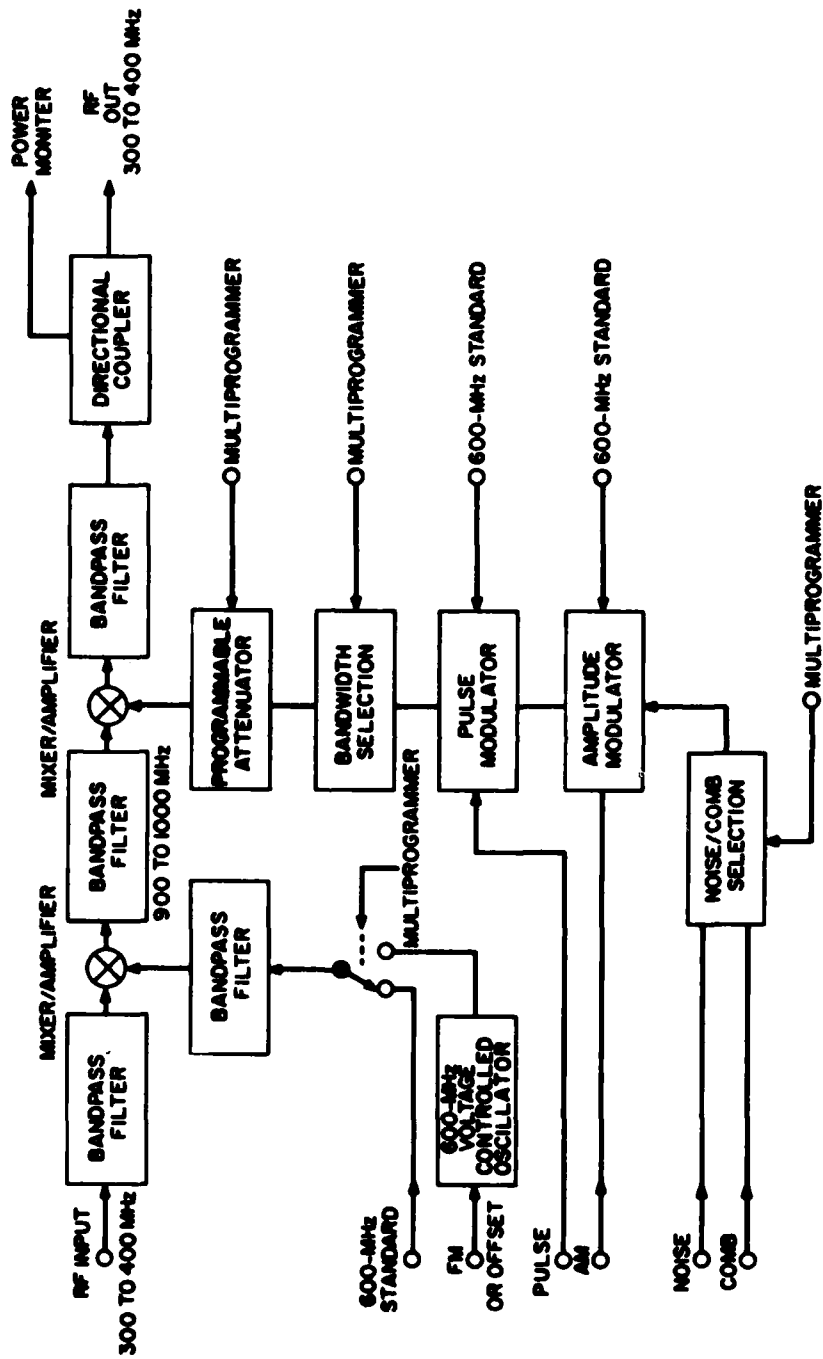 POWER
MONITER
RF
OUT
300 TO 400 MHz
DIRECTIONAL
COUPLER
BANDPASS
FILTER
MIXER/AMPLIFIER
BANDPASS
FILTER
900 TO 1000 MHz
MIXER/AMPLIFIER
BANDPASS
FILTER
RF INPUT
300 TO 400 MHz
MULTIPROGRAMMER
PROGRAMMABLE
ATTENUATOR
BANDPASS
FILTER
MULTIPROGRAMMER
BANDWIDTH
SELECTION
MULTIPROGRAMMER
600-MHz
STANDARD
600-MHz STANDARD
PULSE
MODULATOR
600-MHz
VOLTAGE
CONTROLLED
OSCILLATOR
FM
OR OFFSET
PULSE
600-MHz STANDARD
AMPLITUDE
MODULATOR
AM
NOISE/COMB
SELECTION
MULTIPROGRAMMER
NOISE
COMB